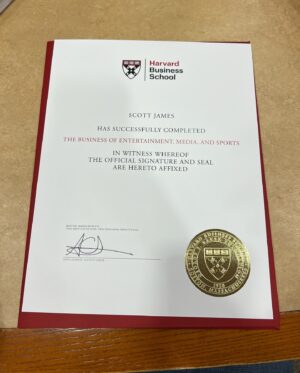 Harvard
Business
School
SCOTT JAMES
HAS SUCCESSFULLY COMPLETED
THE BUSINESS OF ENTERTAINMENT, MEDIA, AND SPORTS
IN WITNESS WHEREOF
THE OFFICIAL SIGNATURE AND SEAL
ARE HERETO AFFIXED